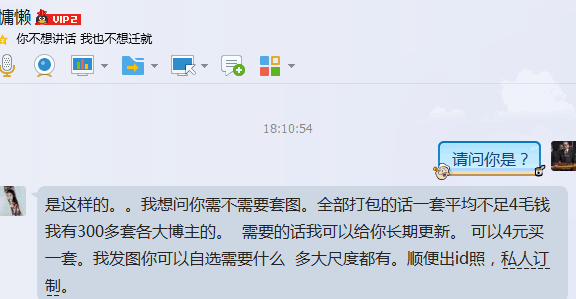 慵懒 VIP2
你不想讲话 我也不想迁就
18:10:54
请问你是？
是这样的。。我想问你需不需要套图。全部打包的话一套平均不足4毛钱
我有300多套各大博主的。 需要的话我可以给你长期更新。 可以4元买
一套。我发图你可以自选需要什么 多大尺度都有。顺便出id照，私人订
制。